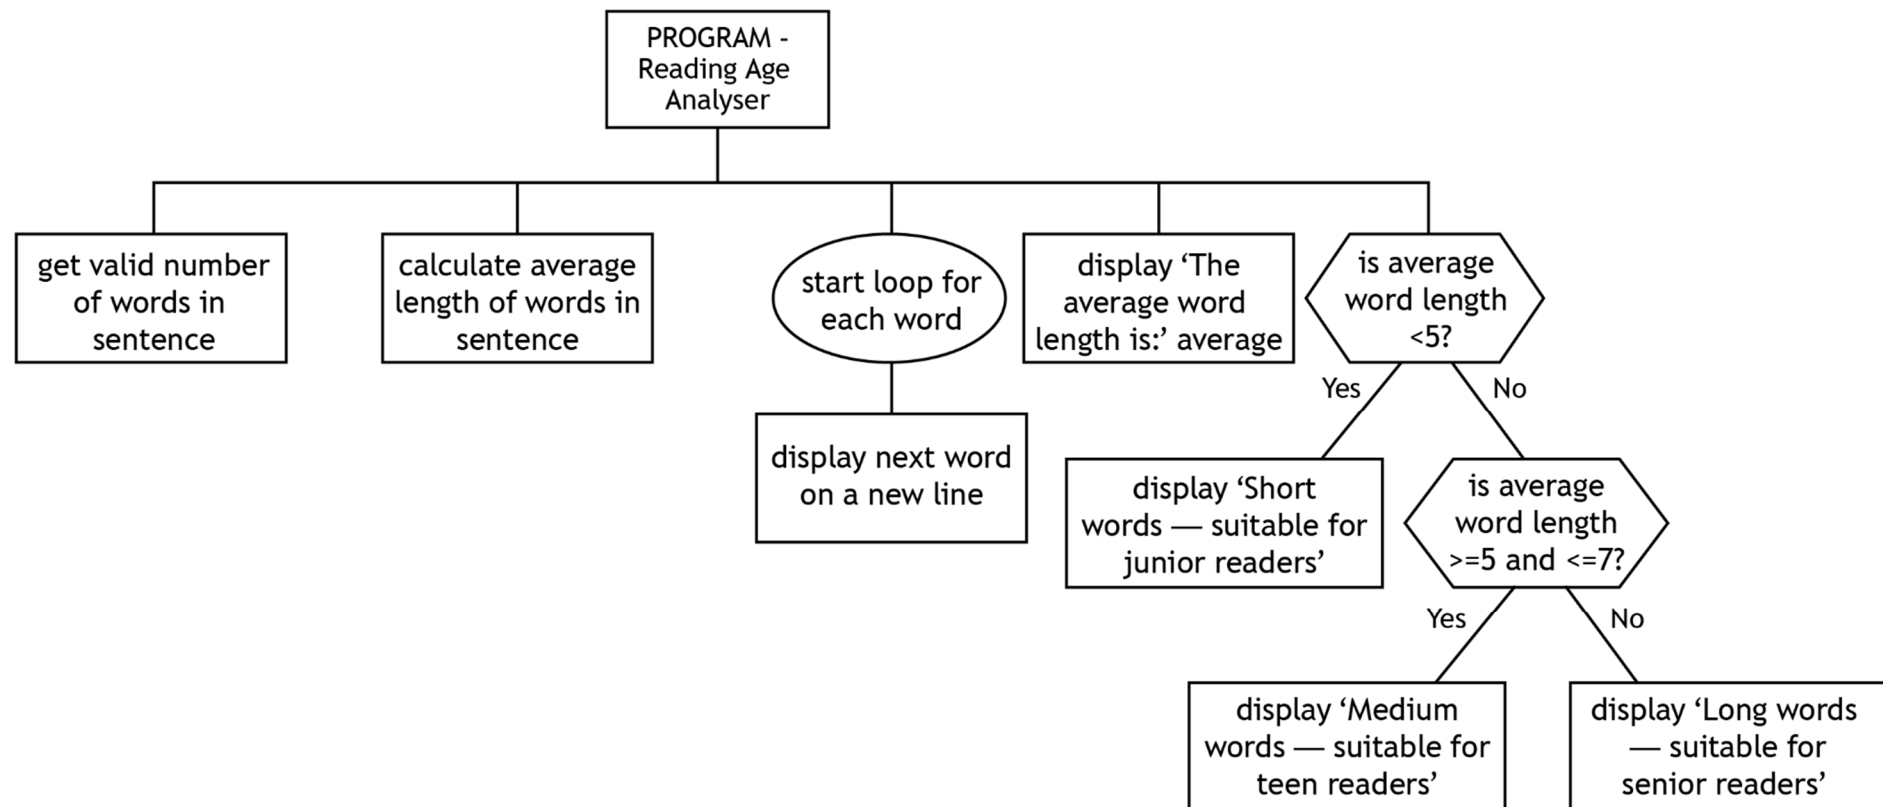 PROGRAM -
Reading Age
Analyser
get valid number
of words in
sentence
calculate average
length of words in
sentence
start loop for
each word
display next word
on a new line
display ‘The
average word
length is:’ average
is average
word length
<5?
Yes
No
display ‘Short
words — suitable for
junior readers’
is average
word length
>=5 and <=7?
Yes
No
display ‘Medium
words — suitable for
teen readers’
display ‘Long words
— suitable for
senior readers’